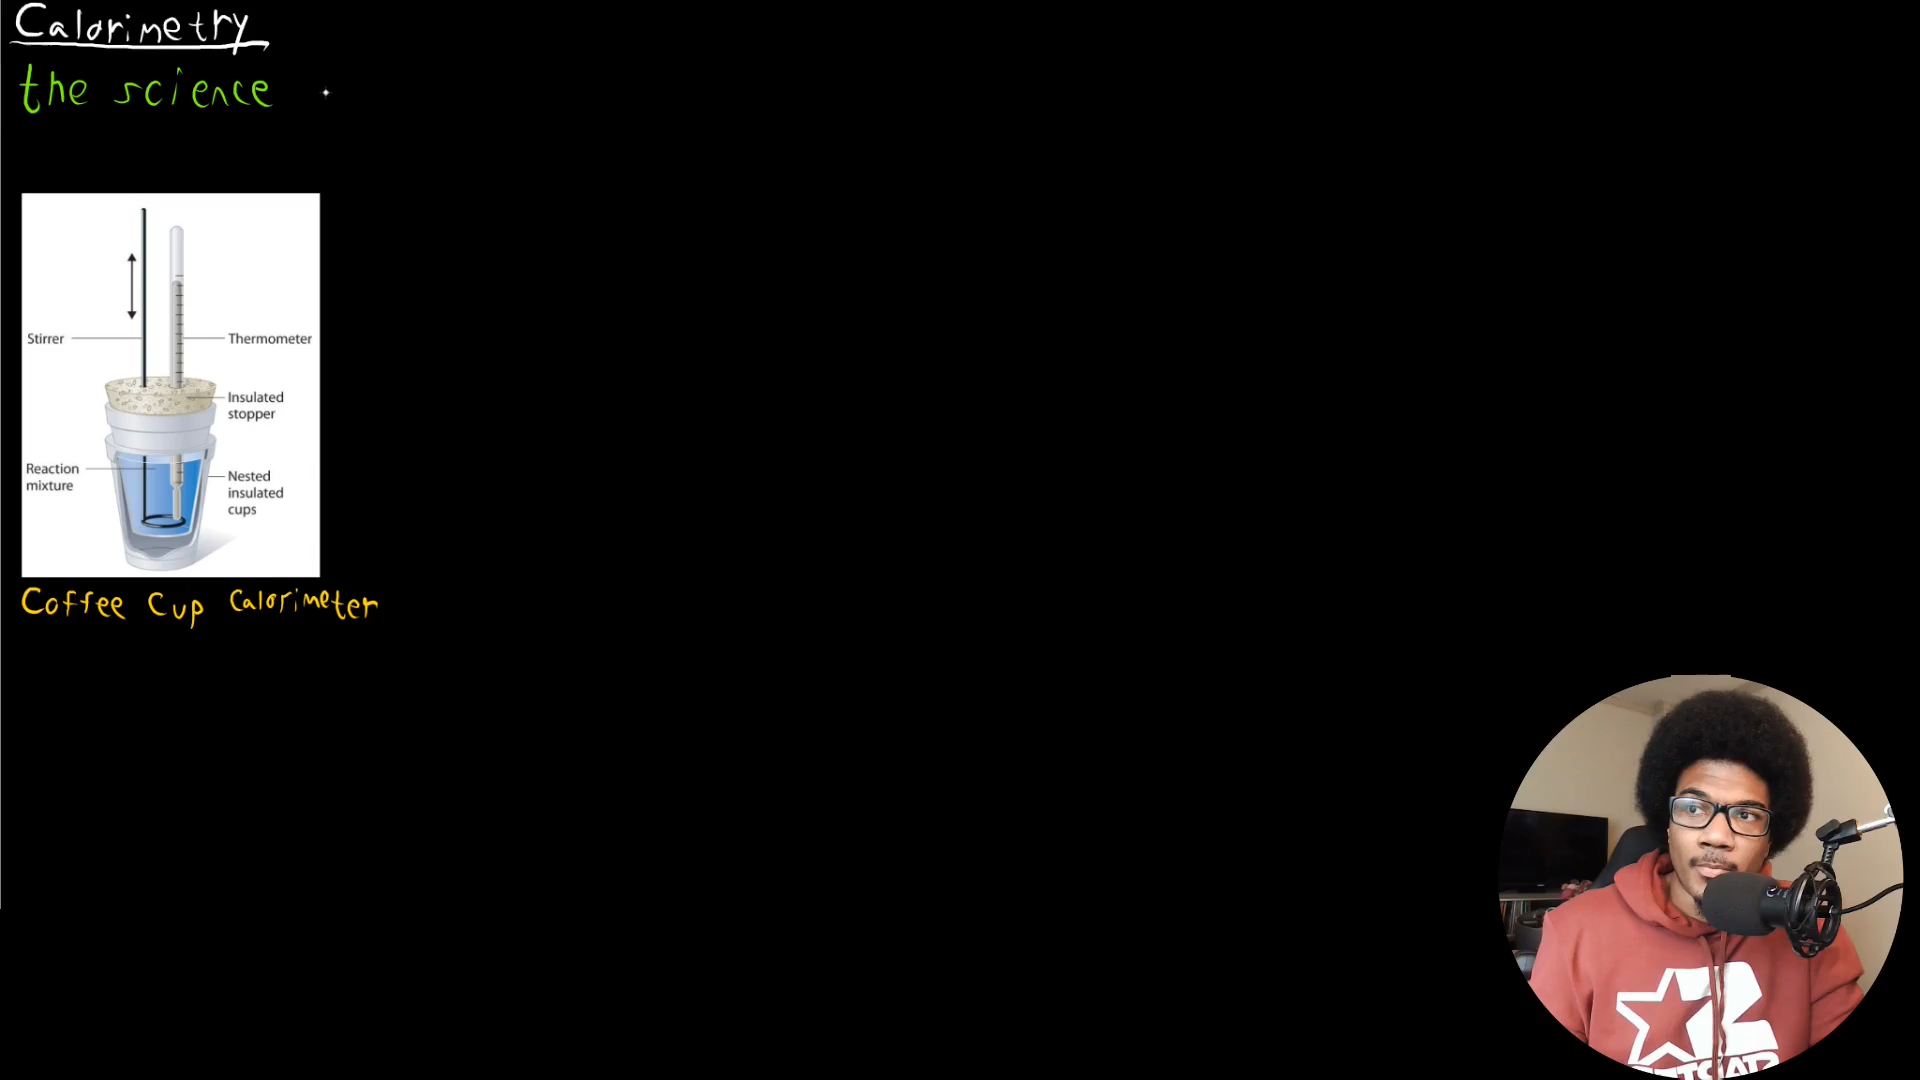 Calorimetry
the science
Stirrer
Thermometer
Insulated
stopper
Reaction
mixture
Nested
insulated
cups
Coffee Cup Calorimeter